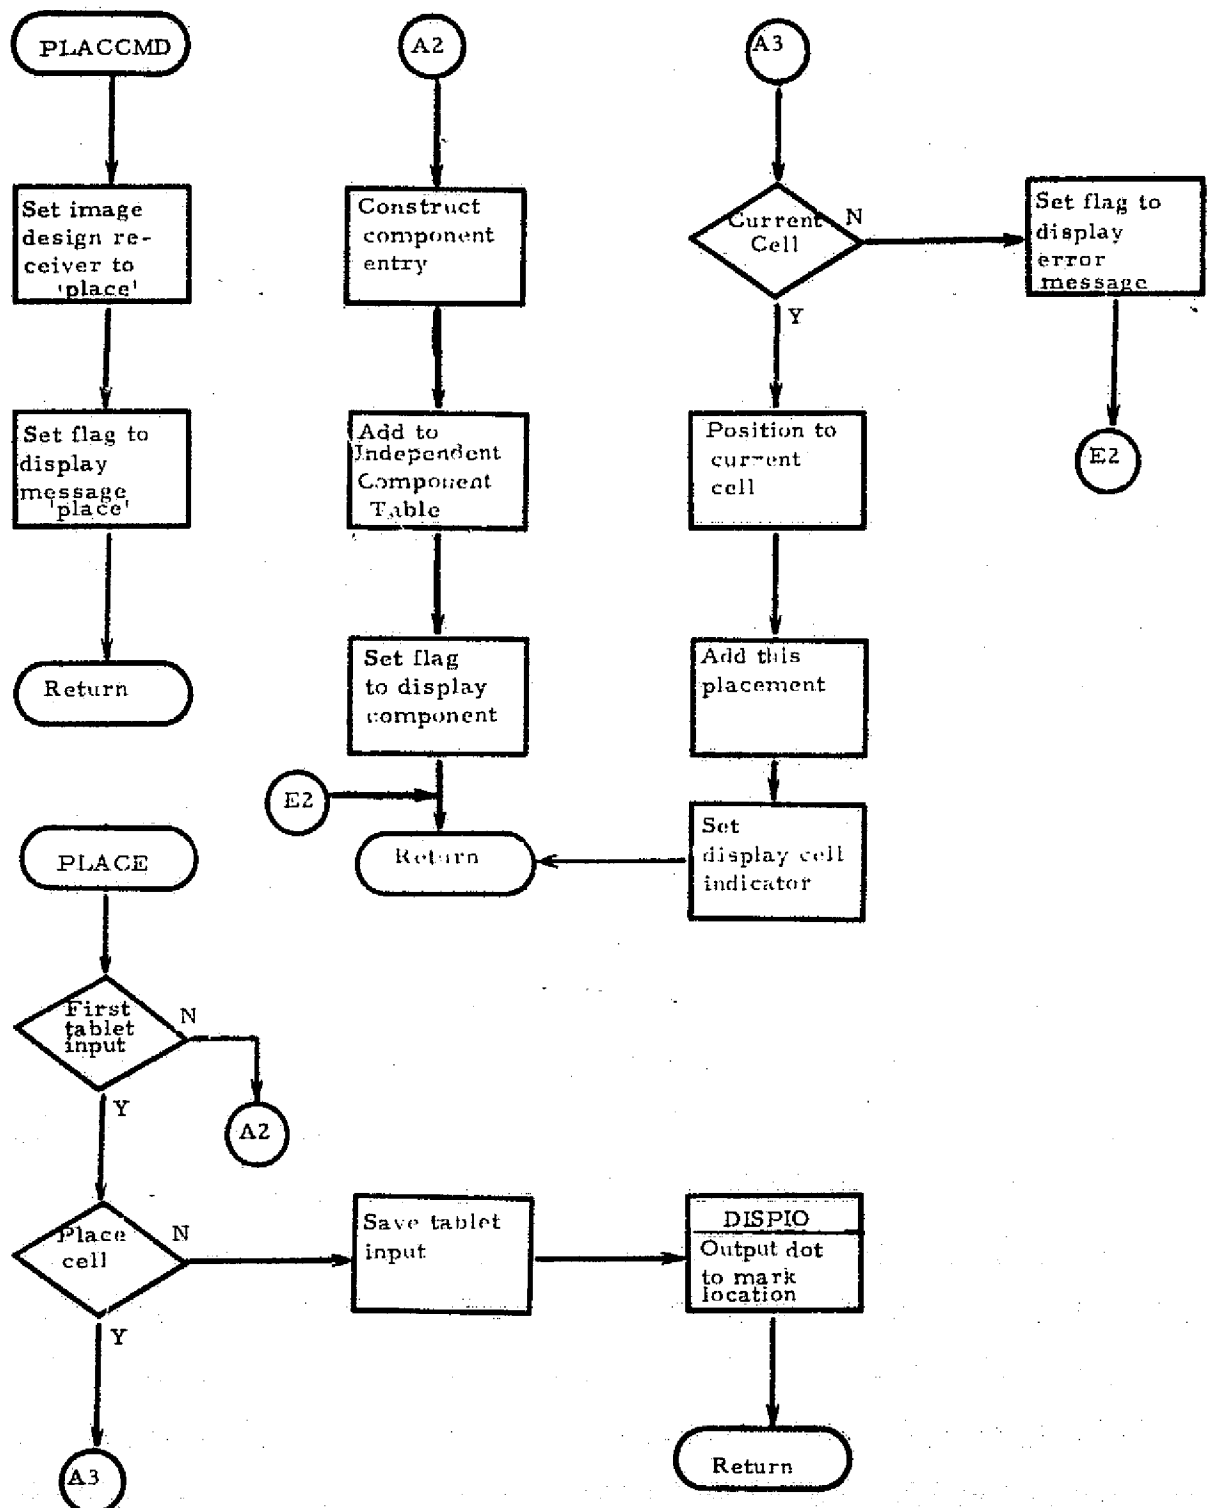 PLACCMD
Set image
design re-
ceiver to
'place'
Set flag to
display
message
'place'
Return
A2
Construct
component
entry
Add to
Independent
Component
Table
Set flag
to display
component
E2
Return
A3
Current
Cell
N
Y
Set flag to
display
error
message
E2
Position to
current
cell
Add this
placement
Set
display cell
indicator
PLACE
First
tablet
input
N
A2
Y
Place
cell
N
Y
A3
Save tablet
input
DISPIO
Output dot
to mark
location
Return